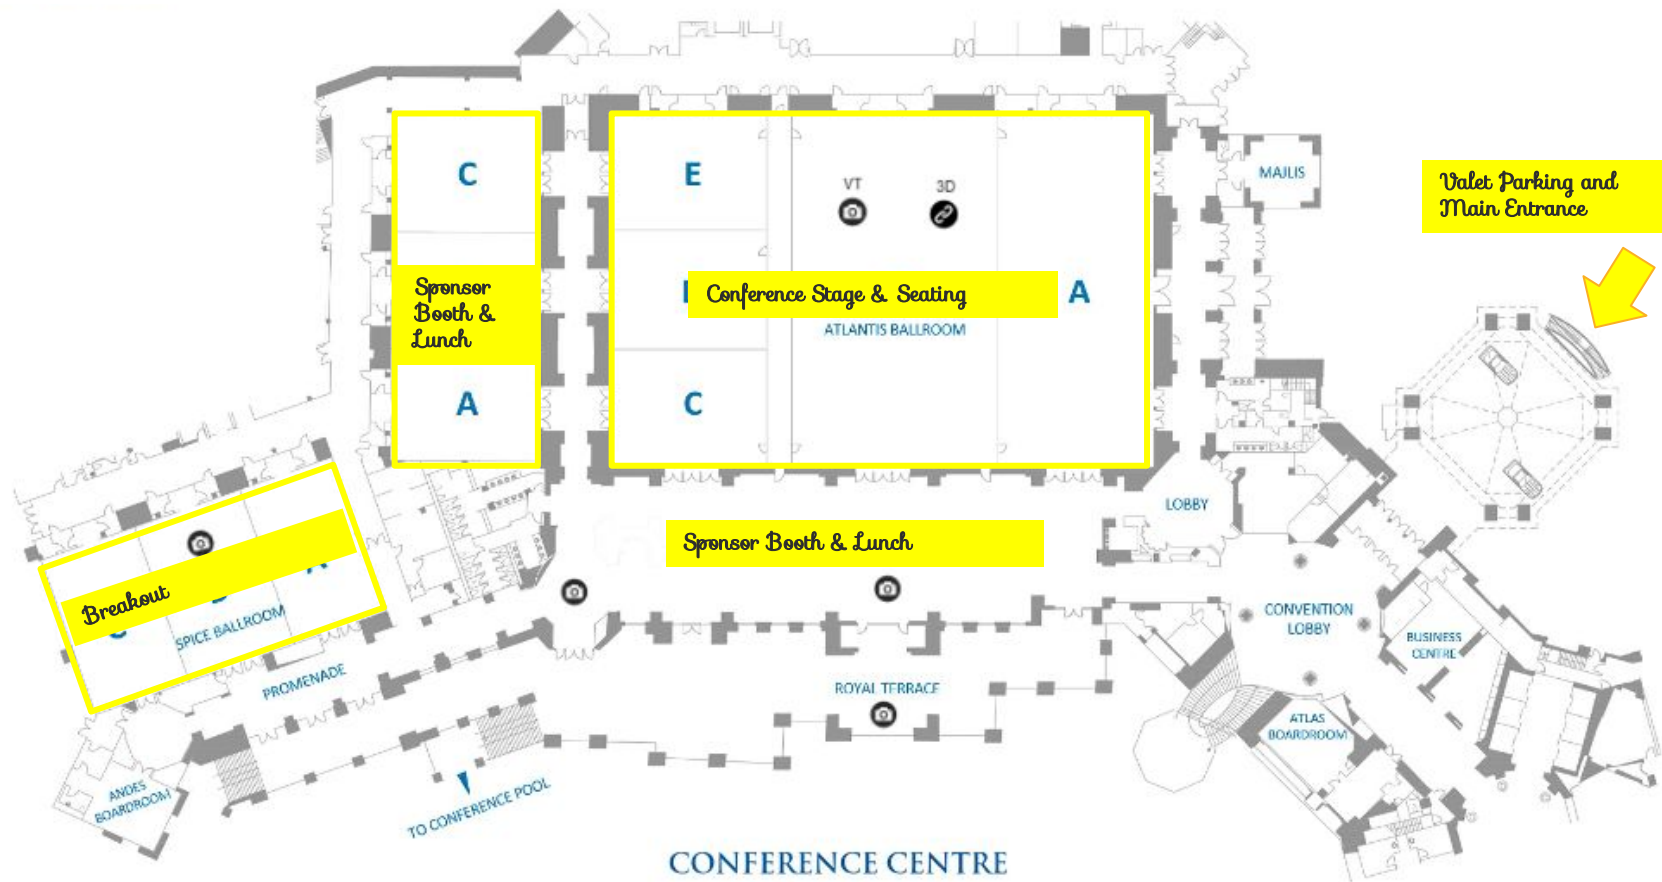 C
E
VT
3D
MAJLIS
Valet Parking and
Main Entrance
Sponsor
Booth &
Lunch
Conference Stage & Seating
A
ATLANTIS BALLROOM
A
C
LOBBY
Sponsor Booth & Lunch
Breakout
SPICE BALLROOM
CONVENTION
LOBBY
BUSINESS
CENTRE
PROMENADE
ROYAL TERRACE
ATLAS
BOARDROOM
ANDES
BOARDROOM
TO CONFERENCE POOL
CONFERENCE CENTRE